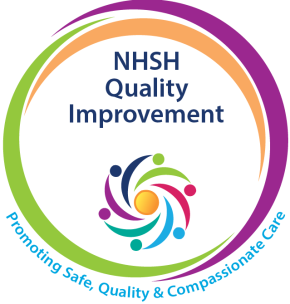 NHSH
Quality
Improvement
Promoting Safe, Quality & Compassionate Care